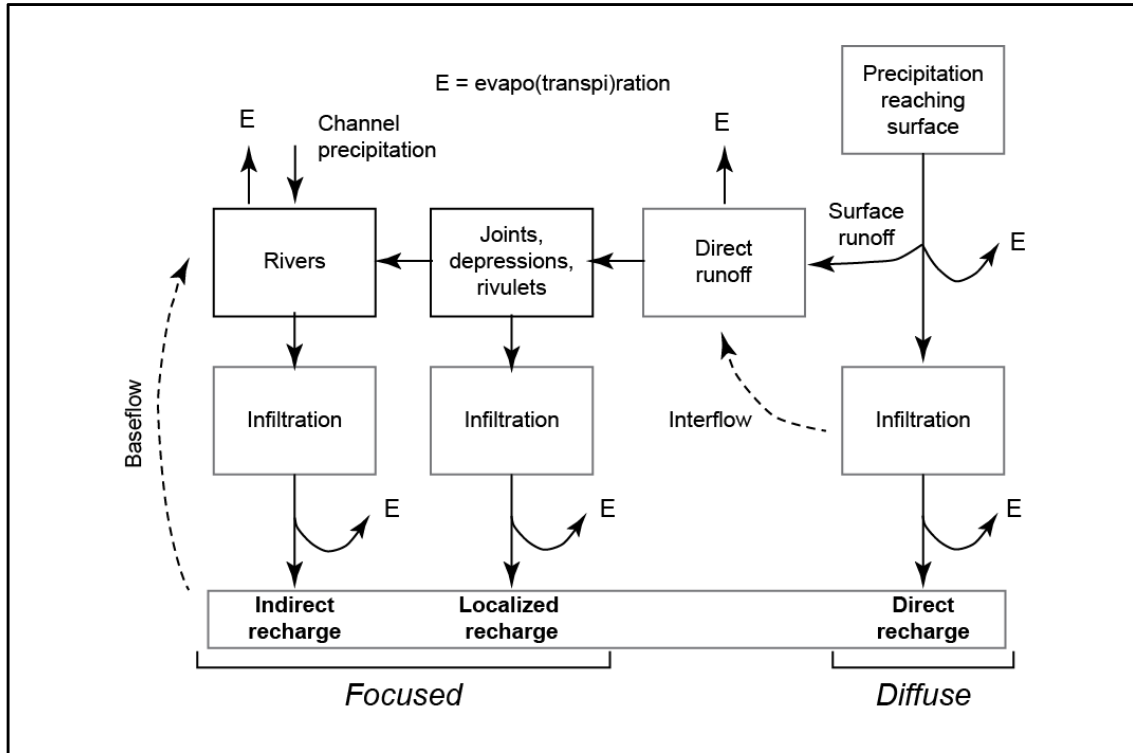 Precipitation
reaching
surface
E = evapo(transpi)ration
E
Channel
precipitation
E
Surface
runoff
E
Rivers
Joints,
depressions,
rivulets
Direct
runoff
Baseflow
Infiltration
Infiltration
Interflow
Infiltration
E
E
E
Indirect
recharge
Localized
recharge
Direct
recharge
Focused
Diffuse